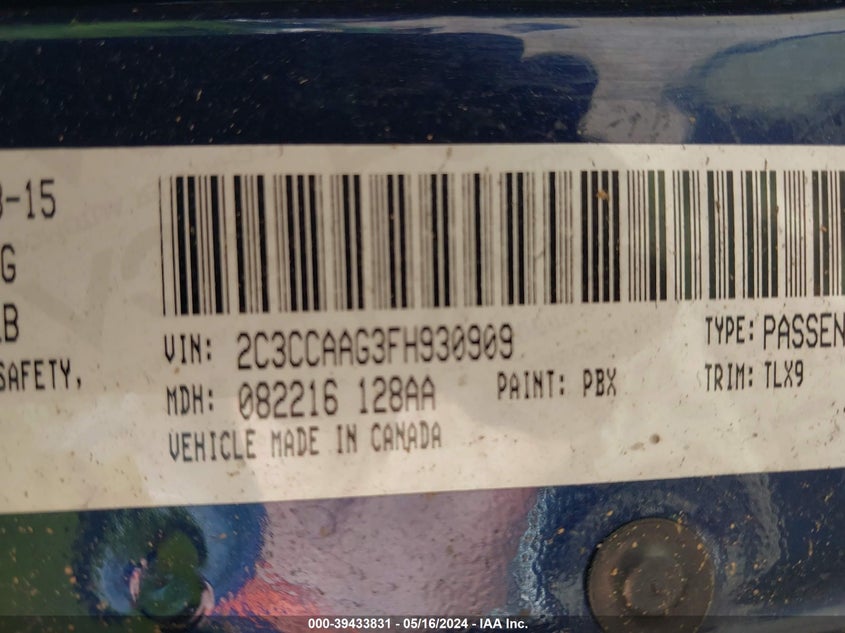 3-15
G
LB
SAFETY,
VIN: 2C3CCAAG3FH930909
TYPE: PASSEN
MDH: 082216 128AA
PAINT: PBX
TRIM: TLX9
VEHICLE MADE IN CANADA
000-39433831 - 05/16/2024 - IAA Inc.